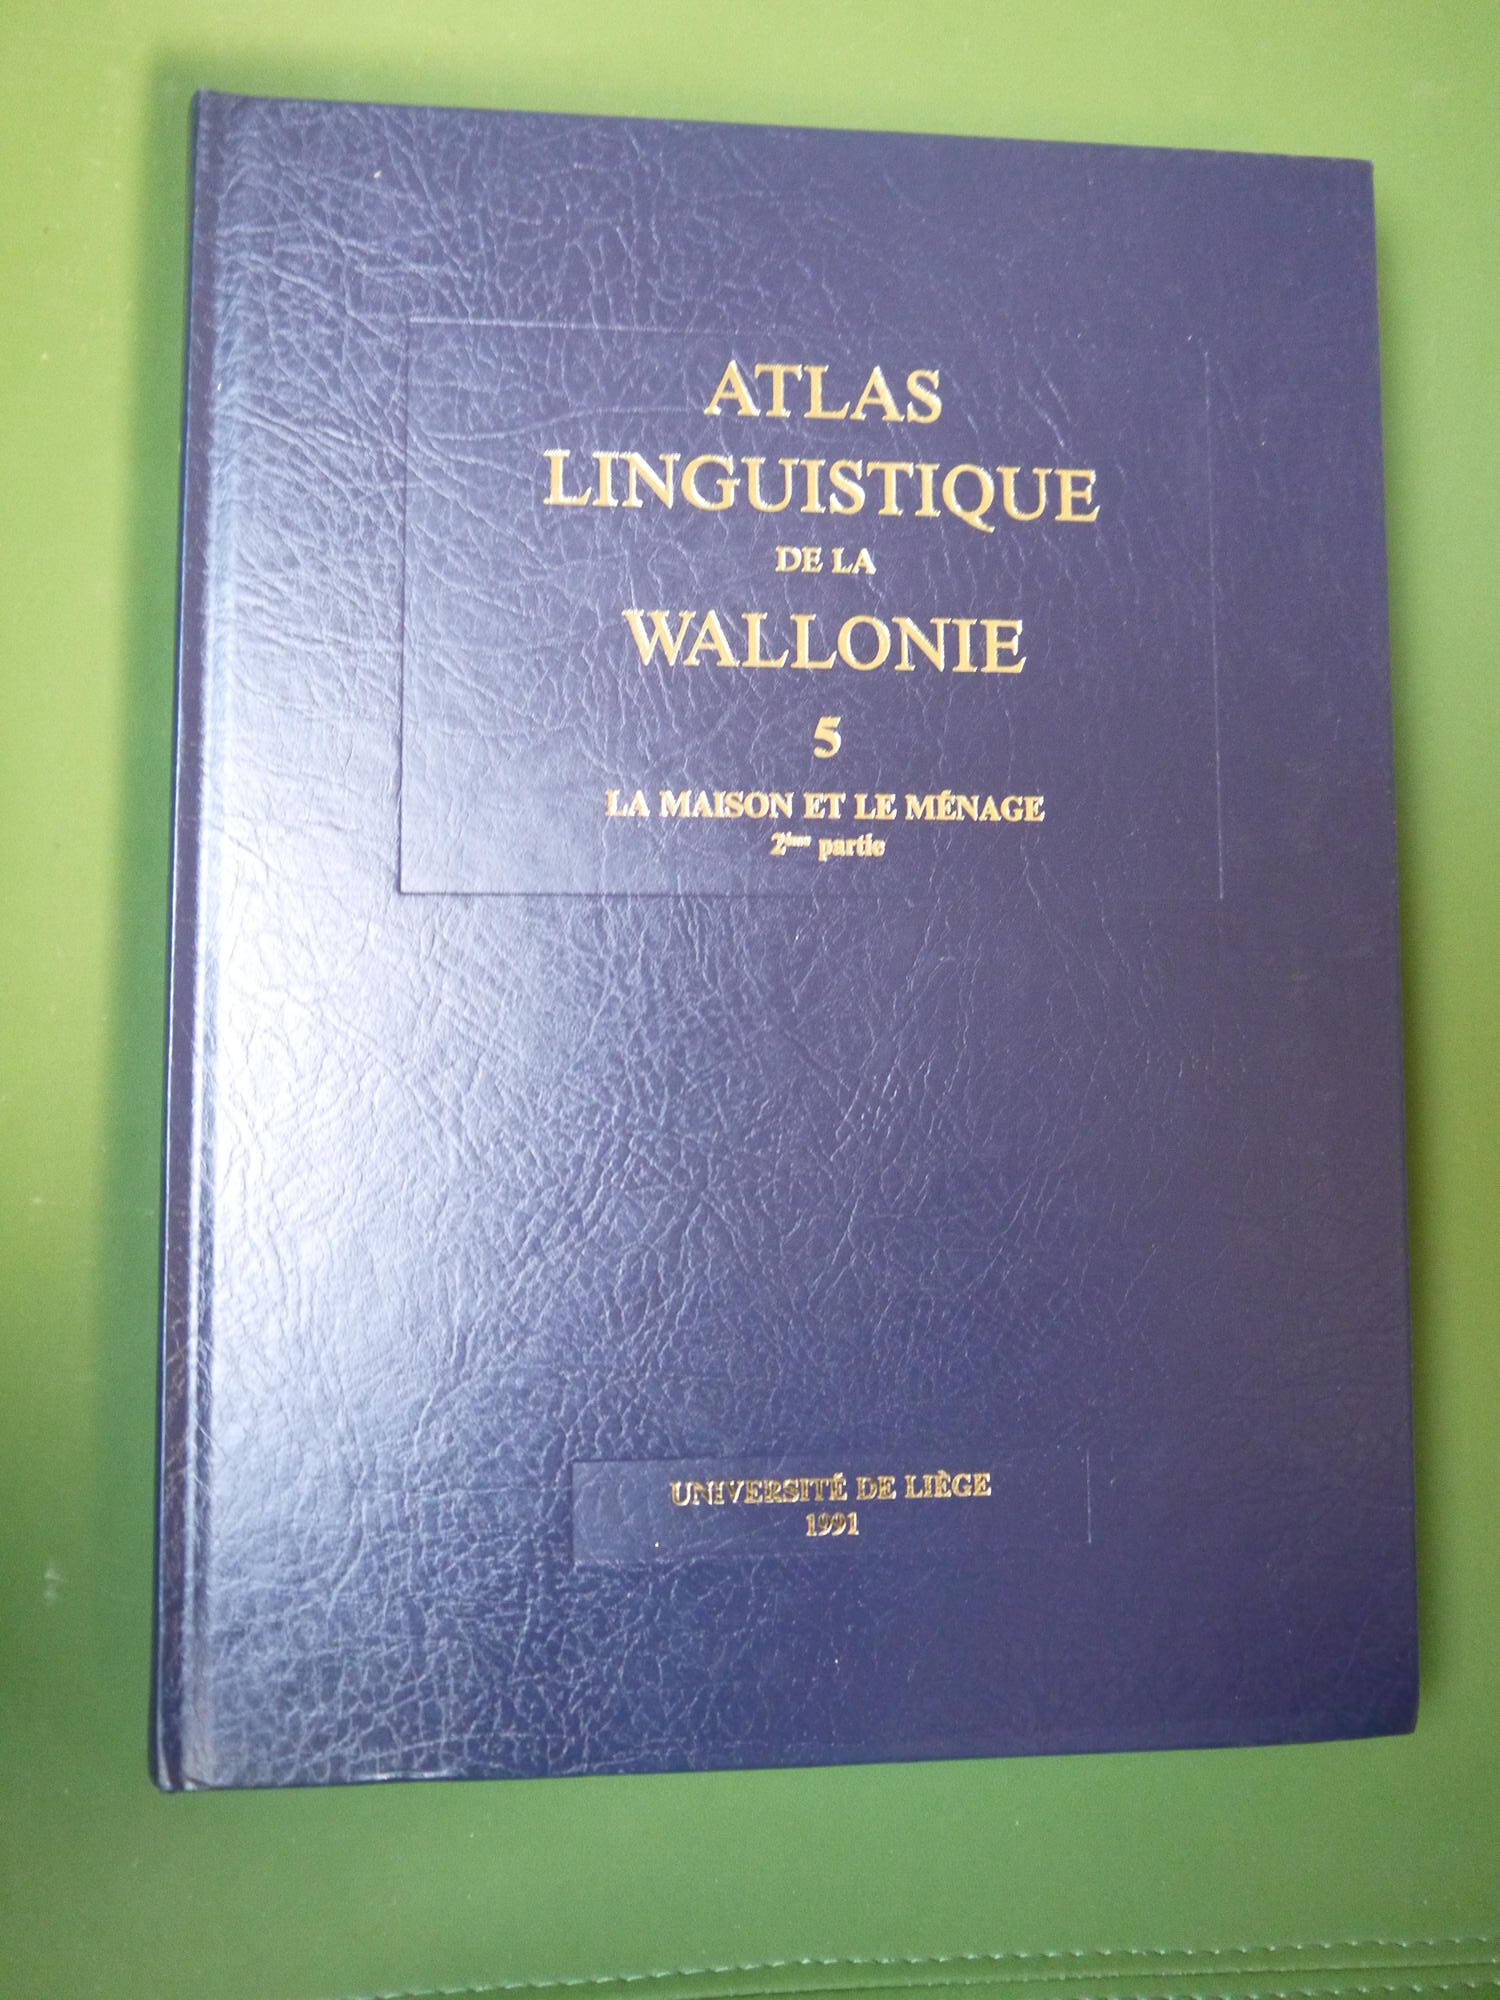 ATLAS
LINGUISTIQUE
DE LA
WALLONIE
5
LA MAISON ET LE MÉNAGE
2ème partie
UNIVERSITÉ DE LIÈGE
1991